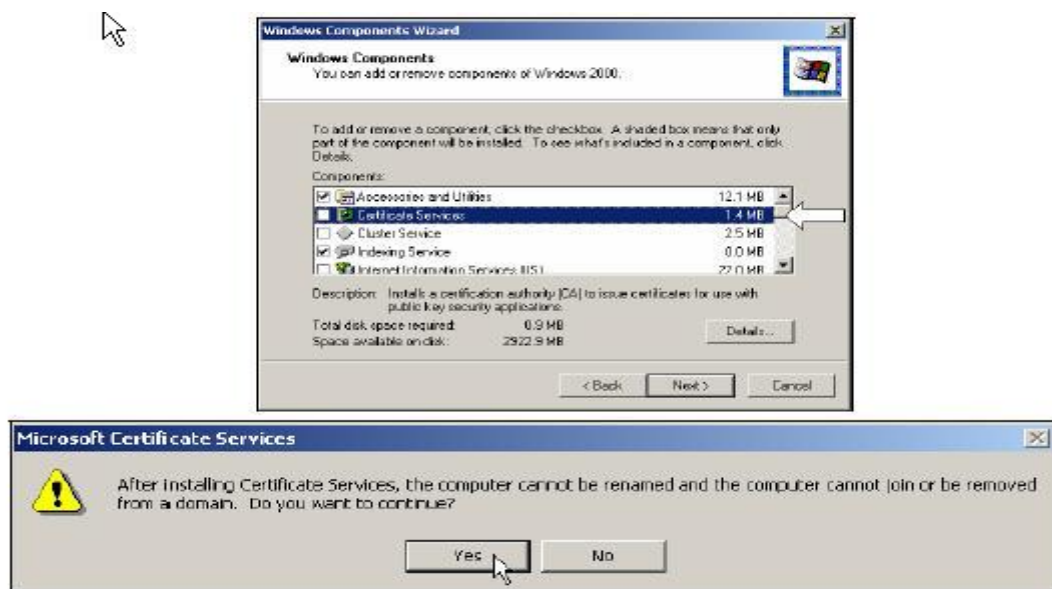 Windows Components Wizard
Windows Components
You can add or remove components of Windows 2000.
To add or remove a component, click the checkbox. A shaded box means that only
part of the component will be installed. To see what's included in a component, click
Details.
Components:
Accessories and Utilities 12.1 MB
Certificate Services 1.4 MB
Cluster Service 2.5 MB
Indexing Service 0.0 MB
Internet Information Services (IIS) 22.0 MB
Description: Installs a certification authority (CA) to issue certificates for use with
public key security applications.
Total disk space required: 0.9 MB
Space available on disk: 2922.9 MB
Details...
< Back Next > Cancel
Microsoft Certificate Services
After installing Certificate Services, the computer cannot be renamed and the computer cannot join or be removed
from a domain. Do you want to continue?
Yes No